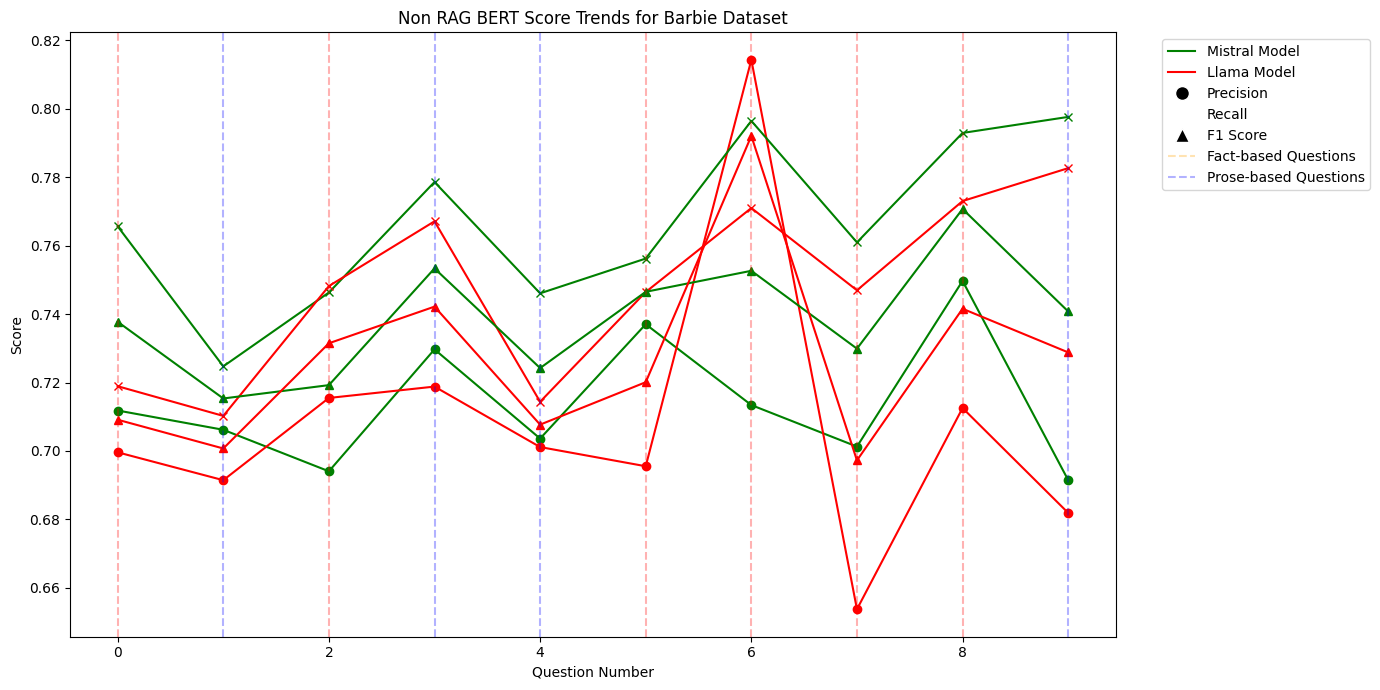 Non RAG BERT Score Trends for Barbie Dataset
0.82
0.80
0.78
0.76
0.74
0.72
0.70
0.68
0.66
Score
0 2 4 6 8
Question Number
Mistral Model
Llama Model
Precision
Recall
F1 Score
Fact-based Questions
Prose-based Questions